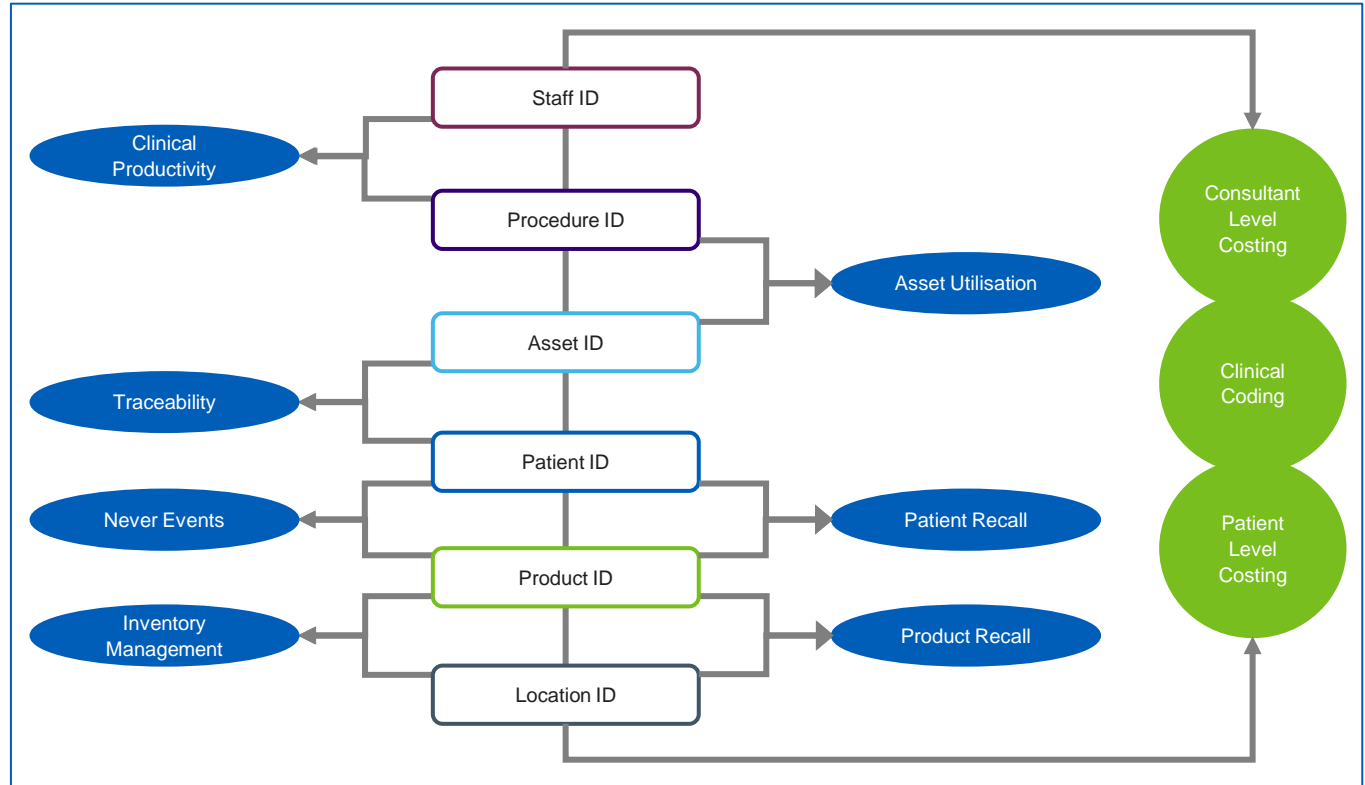 Staff ID
Clinical
Productivity
Procedure ID
Consultant
Level
Costing
Asset Utilisation
Asset ID
Clinical
Coding
Traceability
Patient ID
Never Events
Patient Recall
Patient
Level
Costing
Product ID
Inventory
Management
Product Recall
Location ID